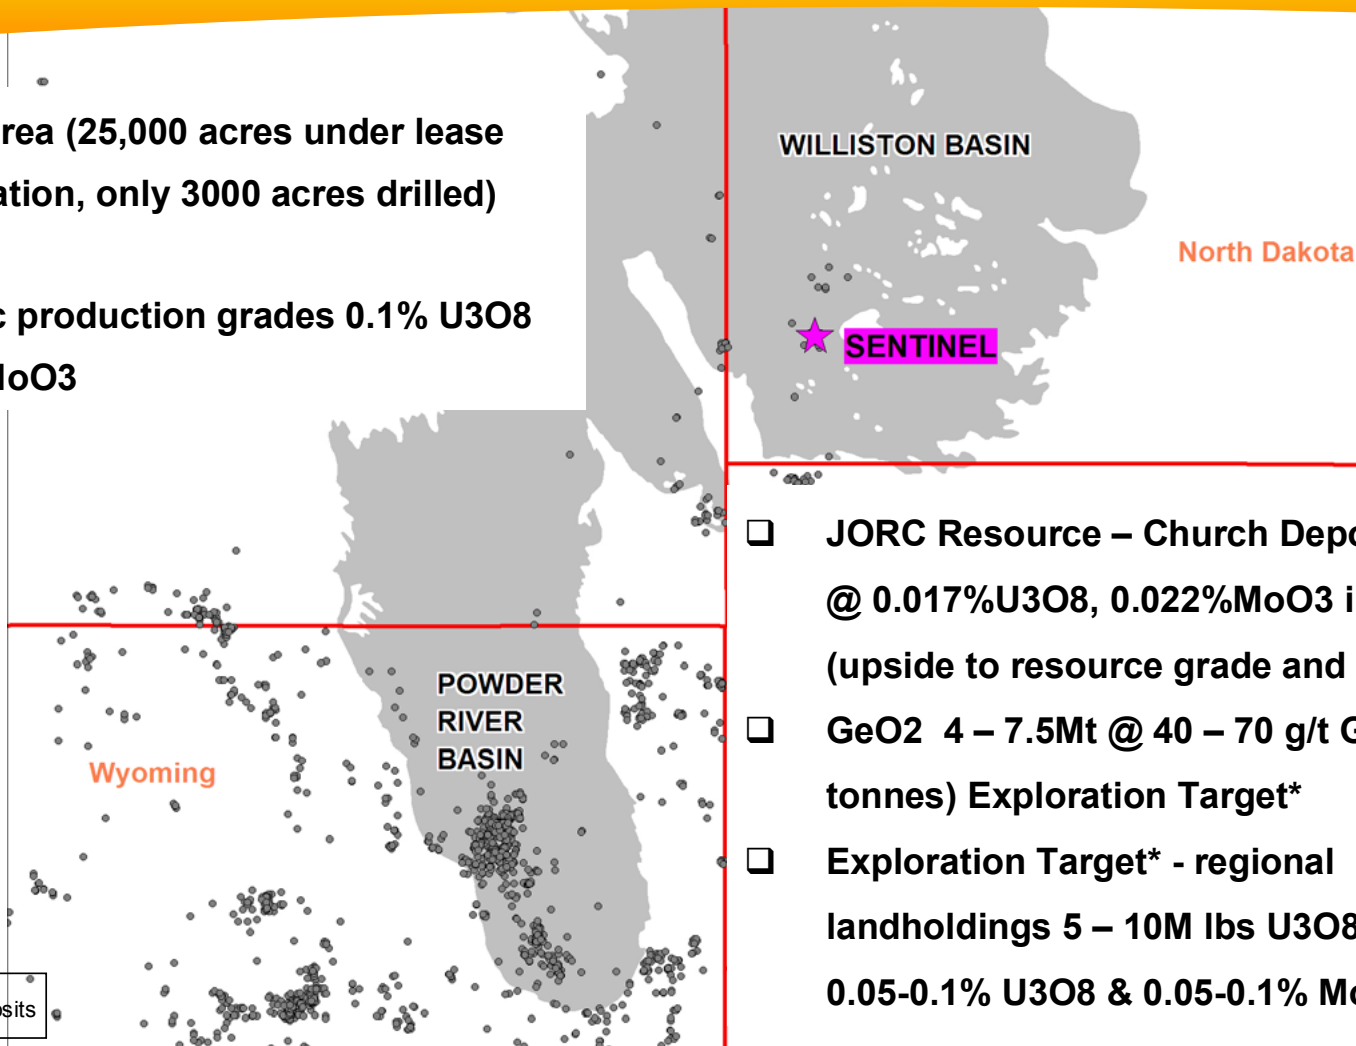 rea (25,000 acres under lease
ation, only 3000 acres drilled)
c production grades 0.1% U3O8
MoO3
WILLISTON BASIN
North Dakota
SENTINEL
POWDER
RIVER
BASIN
Wyoming
❑ JORC Resource – Church Depo
@ 0.017%U3O8, 0.022%MoO3 i
(upside to resource grade and
❑ GeO2 4 – 7.5Mt @ 40 – 70 g/t G
tonnes) Exploration Target*
❑ Exploration Target* - regional
landholdings 5 – 10M lbs U3O8
0.05-0.1% U3O8 & 0.05-0.1% Mo
sits